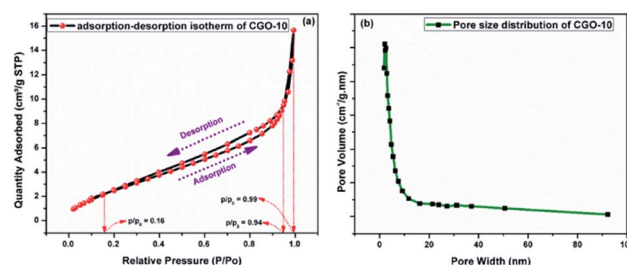 (a)
adsorption-desorption isotherm of CGO-10
Quantity Adsorbed (cm³/g STP)
16
14
12
10
8
6
4
2
0
Desorption
Adsorption
p/p₀ = 0.99
p/p₀ = 0.16
p/p₀ = 0.94
0.0 0.2 0.4 0.6 0.8 1.0
Relative Pressure (P/Po)
(b)
Pore size distribution of CGO-10
Pore Volume (cm⁻³/g.nm)
0 20 40 60 80 100
Pore Width (nm)